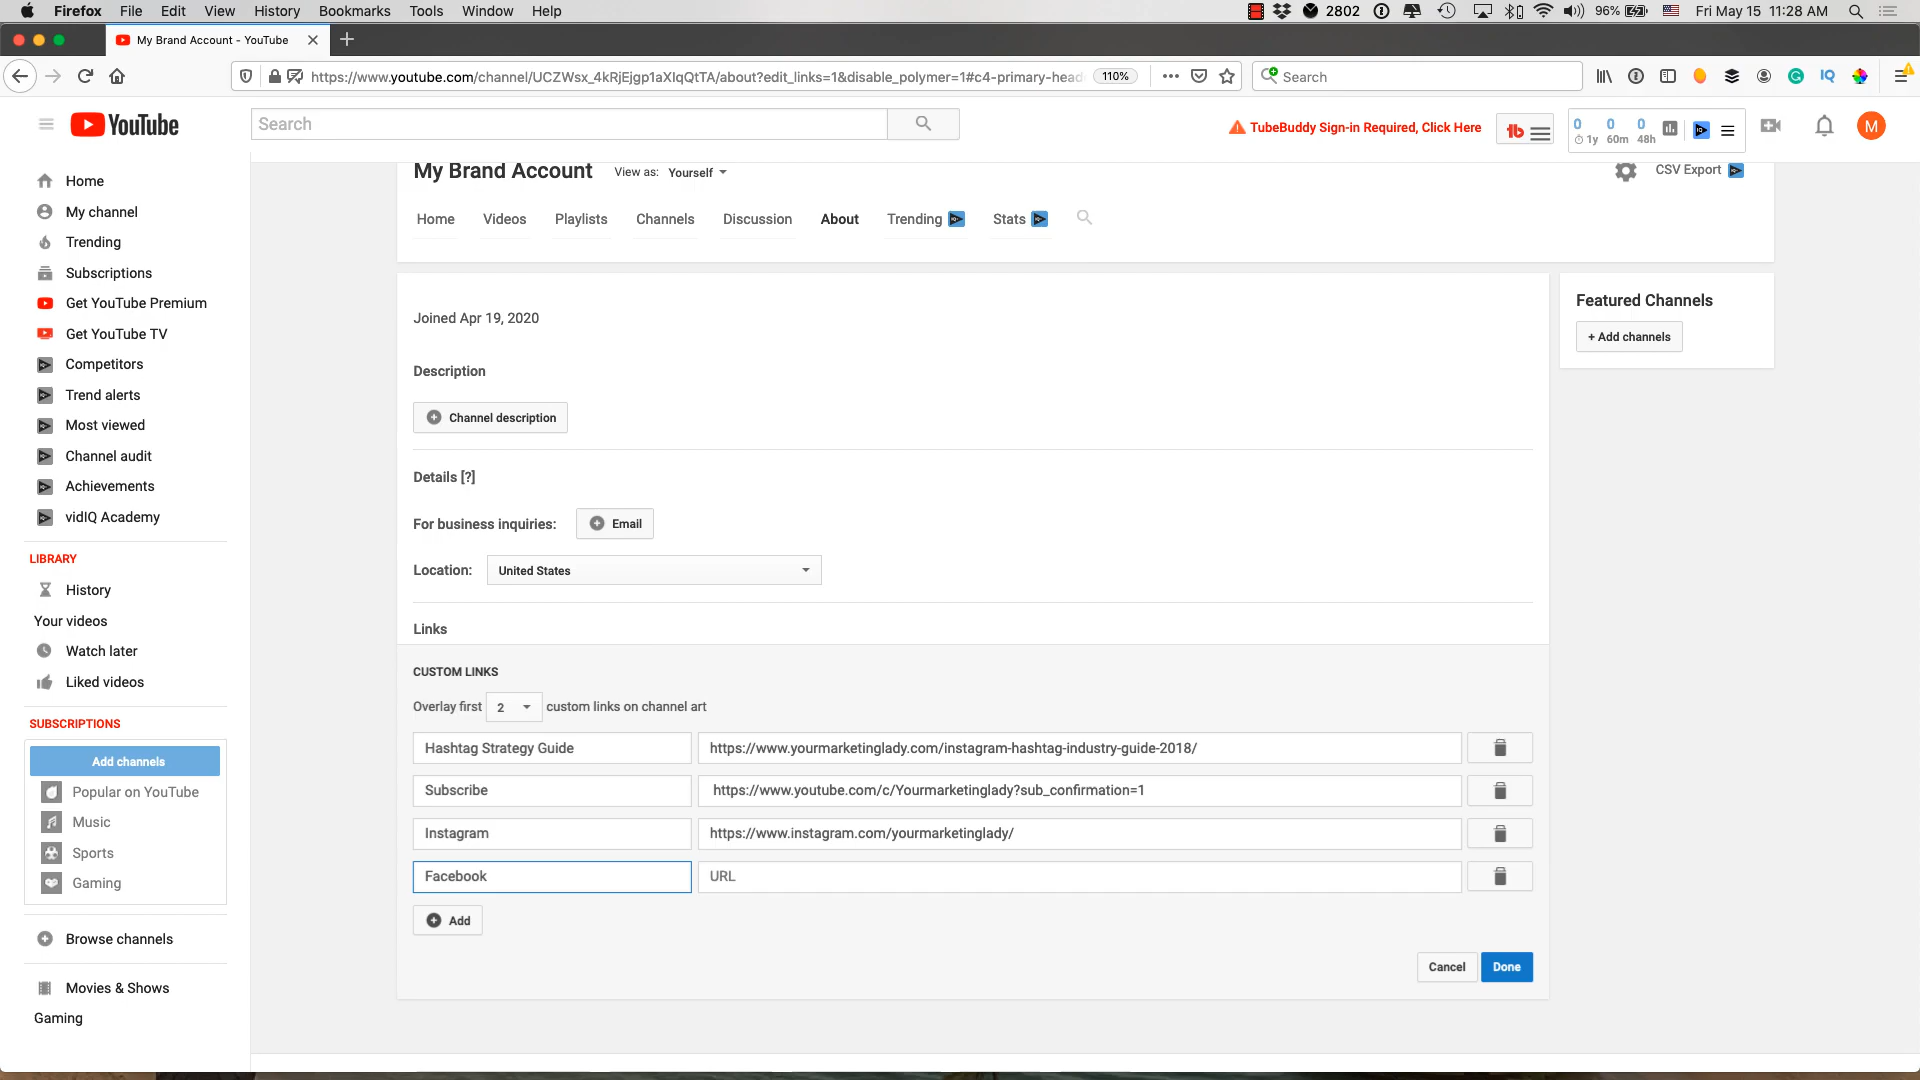 Firefox File Edit View History Bookmarks Tools Window Help 2802 96% Fri May 15 11:28 AM
My Brand Account - YouTube
https://www.youtube.com/channel/UCZWsx_4kRjEjgp1aXIqQtTA/about?edit_links=1&disable_polymer=1#c4-primary-head 110% Search
YouTube Search TubeBuddy Sign-in Required, Click Here tb 0 0 0
1y 60m 48h M
My Brand Account View as: Yourself CSV Export
Home Videos Playlists Channels Discussion About Trending Stats
Home
My channel
Trending
Subscriptions
Get YouTube Premium
Get YouTube TV
Competitors
Trend alerts
Most viewed
Channel audit
Achievements
vidIQ Academy
LIBRARY
History
Your videos
Watch later
Liked videos
SUBSCRIPTIONS
Add channels
Popular on YouTube
Music
Sports
Gaming
Browse channels
Movies & Shows
Gaming
Joined Apr 19, 2020
Description
Channel description
Details [?]
For business inquiries: Email
Location: United States
Links
CUSTOM LINKS
Overlay first 2 custom links on channel art
Hashtag Strategy Guide https://www.yourmarketinglady.com/instagram-hashtag-industry-guide-2018/
Subscribe https://www.youtube.com/c/Yourmarketinglady?sub_confirmation=1
Instagram https://www.instagram.com/yourmarketinglady/
Facebook URL
Add
Cancel Done
Featured Channels
+ Add channels
IQ